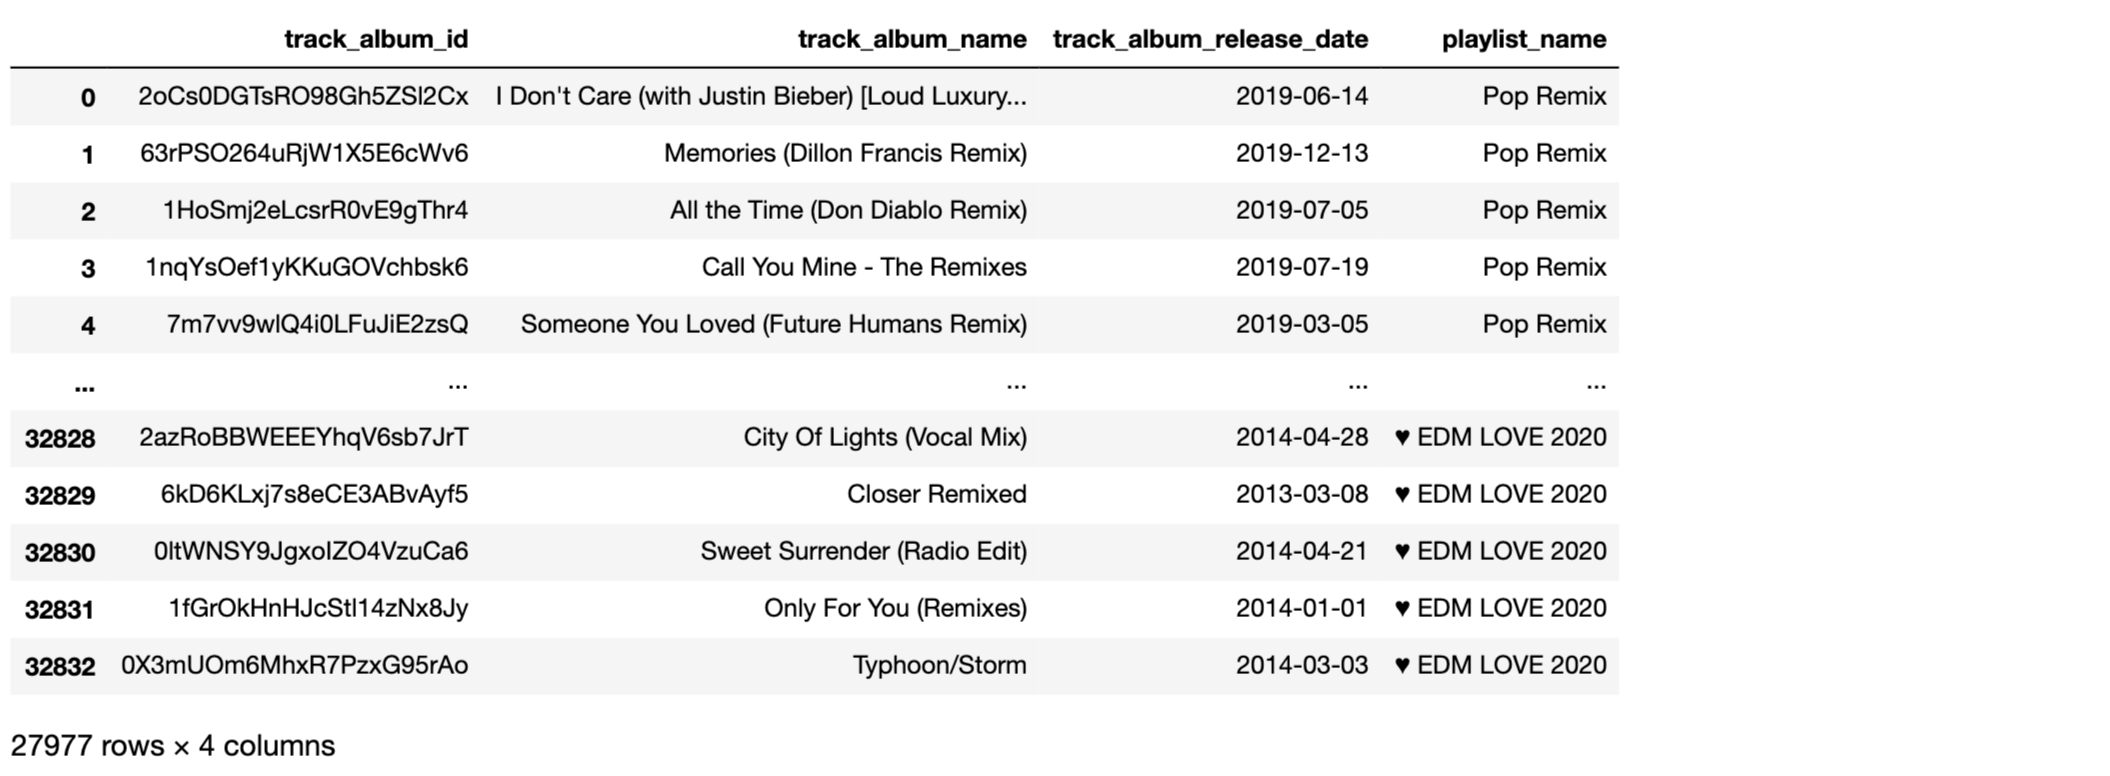 track_album_id track_album_name track_album_release_date playlist_name
0 2oCs0DGTsRO98Gh5ZSl2Cx I Don't Care (with Justin Bieber) [Loud Luxury... 2019-06-14 Pop Remix
1 63rPSO264uRjW1X5E6cWv6 Memories (Dillon Francis Remix) 2019-12-13 Pop Remix
2 1HoSmj2eLcsrR0vE9gThr4 All the Time (Don Diablo Remix) 2019-07-05 Pop Remix
3 1nqYsOef1yKKuGOVchbsk6 Call You Mine - The Remixes 2019-07-19 Pop Remix
4 7m7vv9wlQ4i0LFuJiE2zsQ Someone You Loved (Future Humans Remix) 2019-03-05 Pop Remix
... ... ... ... ...
32828 2azRoBBWEEEYhqV6sb7JrT City Of Lights (Vocal Mix) 2014-04-28 ♥ EDM LOVE 2020
32829 6kD6KLxj7s8eCE3ABvAyf5 Closer Remixed 2013-03-08 ♥ EDM LOVE 2020
32830 0ltWNSY9JgxoIZO4VzuCa6 Sweet Surrender (Radio Edit) 2014-04-21 ♥ EDM LOVE 2020
32831 1fGrOkHnHJcStl14zNx8Jy Only For You (Remixes) 2014-01-01 ♥ EDM LOVE 2020
32832 0X3mUOm6MhxR7PzxG95rAo Typhoon/Storm 2014-03-03 ♥ EDM LOVE 2020
27977 rows × 4 columns